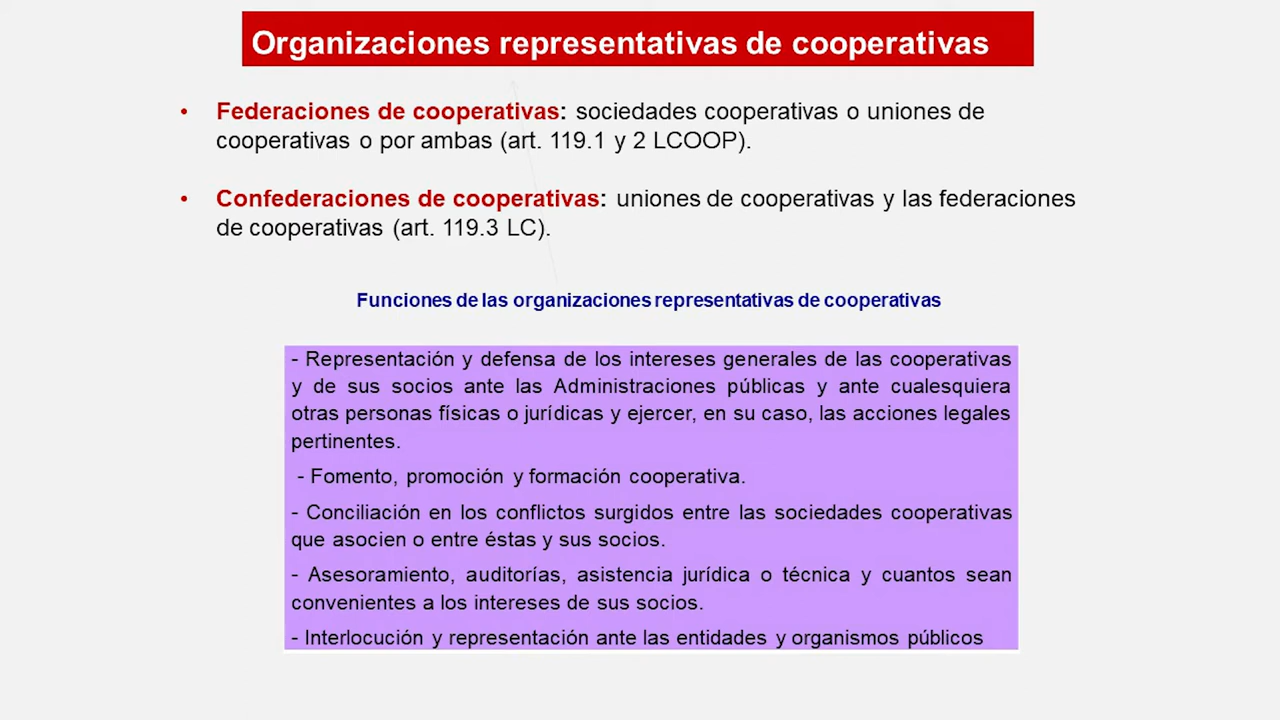 Organizaciones representativas de cooperativas
• Federaciones de cooperativas: sociedades cooperativas o uniones de
cooperativas o por ambas (art. 119.1 y 2 LCOOP).
• Confederaciones de cooperativas: uniones de cooperativas y las federaciones
de cooperativas (art. 119.3 LC).
Funciones de las organizaciones representativas de cooperativas
- Representación y defensa de los intereses generales de las cooperativas
y de sus socios ante las Administraciones públicas y ante cualesquiera
otras personas físicas o jurídicas y ejercer, en su caso, las acciones legales
pertinentes.
- Fomento, promoción y formación cooperativa.
- Conciliación en los conflictos surgidos entre las sociedades cooperativas
que asocien o entre éstas y sus socios.
- Asesoramiento, auditorías, asistencia jurídica o técnica y cuantos sean
convenientes a los intereses de sus socios.
- Interlocución y representación ante las entidades y organismos públicos